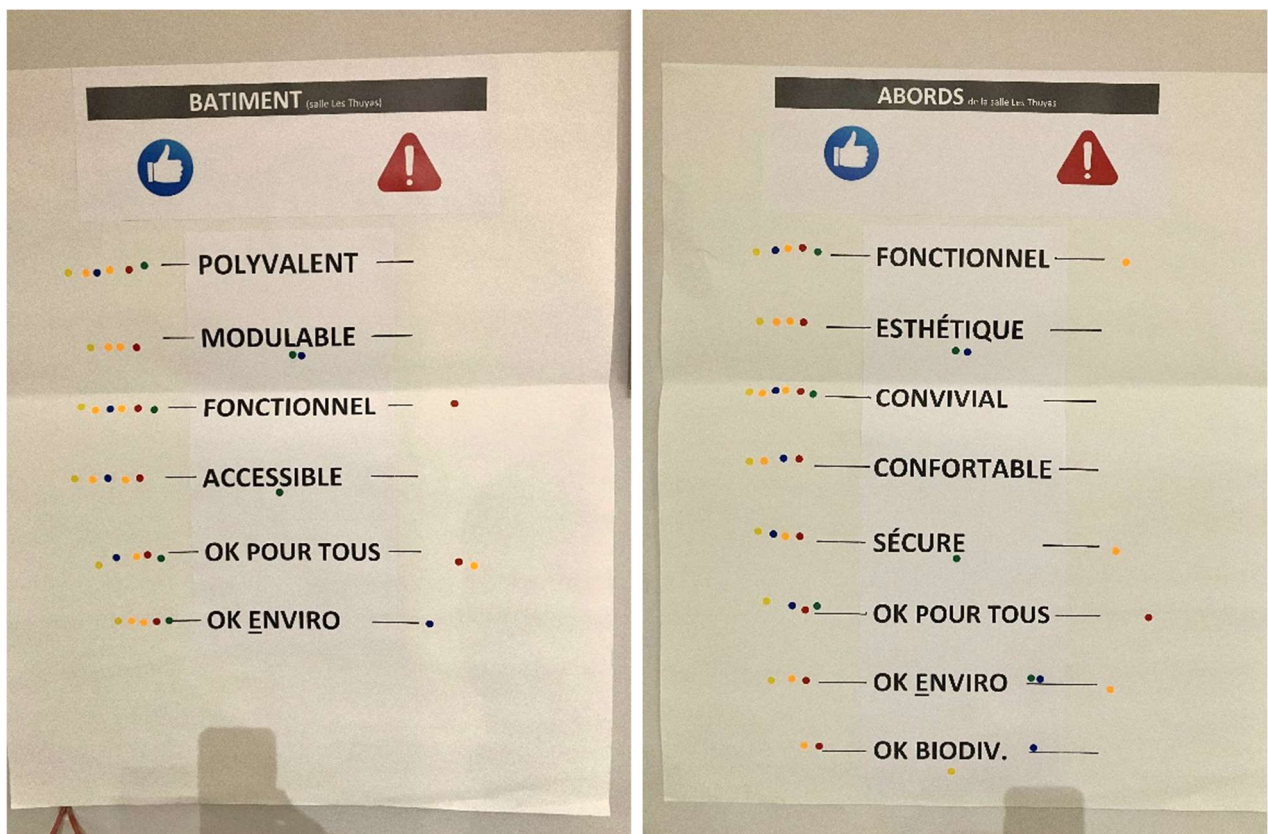 BATIMENT (salle Les Thuyas)
POLYVALENT
MODULABLE
FONCTIONNEL
ACCESSIBLE
OK POUR TOUS
OK ENVIRO
ABORDS de la salle Les Thuyas
FONCTIONNEL
ESTHÉTIQUE
CONVIVIAL
CONFORTABLE
SÉCURE
OK POUR TOUS
OK ENVIRO
OK BIODIV.